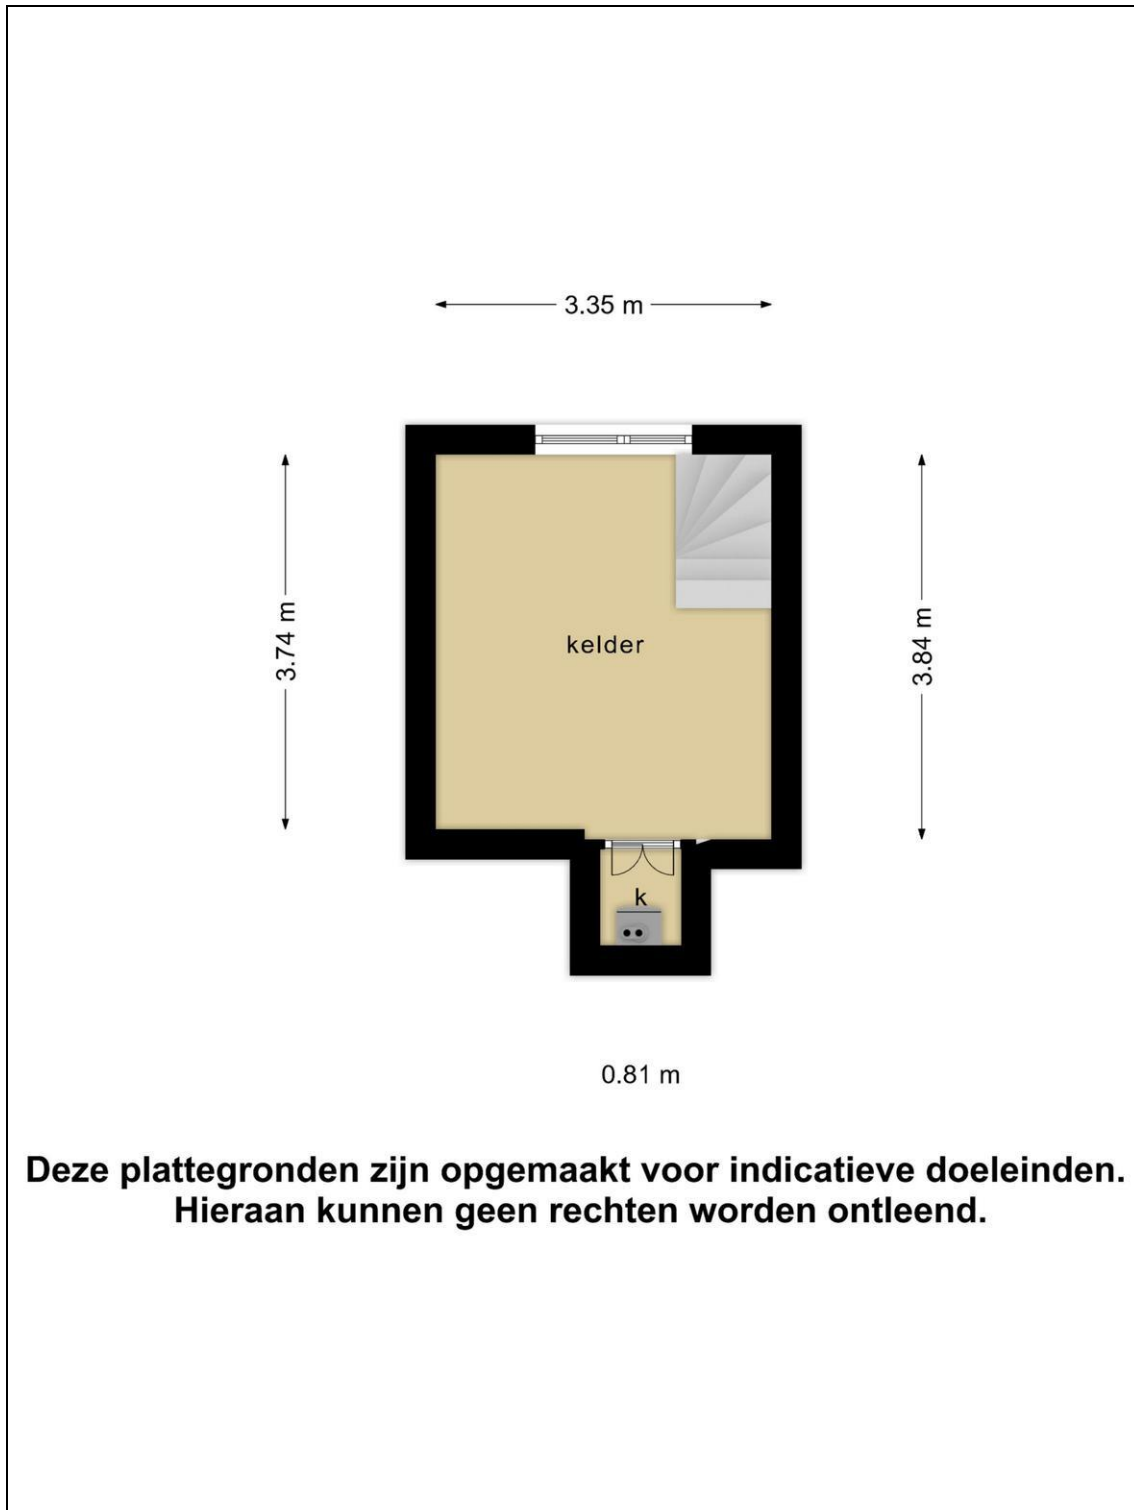 3.35 m
3.74 m
3.84 m
kelder
k
0.81 m
Deze plattegronden zijn opgemaakt voor indicatieve doeleinden.
Hieraan kunnen geen rechten worden ontleend.